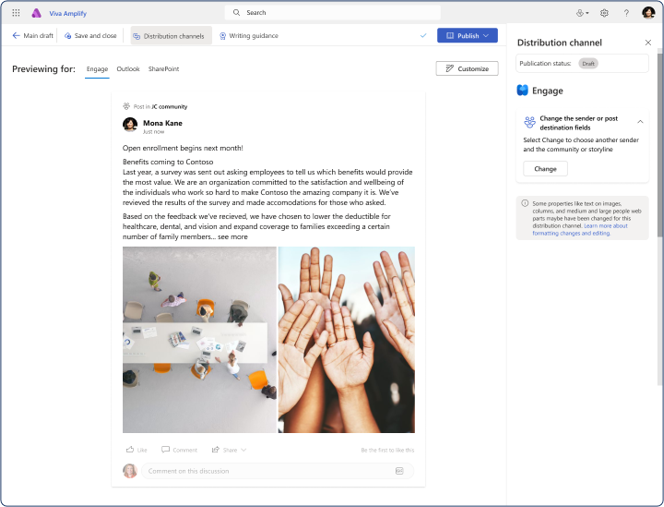 Viva Amplify
Search
Main draft
Save and close
Distribution channels
Writing guidance
Publish
Previewing for:
Engage
Outlook
SharePoint
Customize
Post in JC community
Mona Kane
Just now
Open enrollment begins next month!
Benefits coming to Contoso
Last year, a survey was sent out asking employees to tell us which benefits would provide
the most value. We are an organization committed to the satisfaction and wellbeing of
the individuals who work so hard to make Contoso the amazing company it is. We've
revieved the results of the survey and made accomodations for those who asked.
Based on the feedback we've recieved, we have chosen to lower the deductible for
healthcare, dental, and vision and expand coverage to families exceeding a certain
number of family members... see more
Like
Comment
Share
Be the first to like this
Comment on this discussion
Distribution channel
Publication status: Draft
Engage
Change the sender or post
destination fields
Select Change to choose another sender
and the community or storyline
Change
Some properties like text on images,
columns, and medium and large people web
parts maybe have been changed for this
distribution channel. Learn more about
formatting changes and editing.